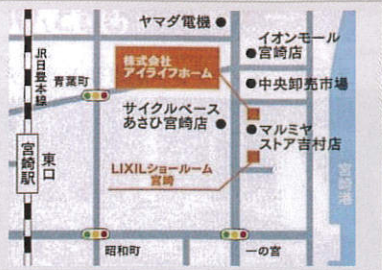 ヤマダ電機
イオンモール
宮崎店
株式会社
アイライフホーム
中央卸売市場
JR日豊本線
青葉町
サイクルベース
あさひ宮崎店
マルミヤ
ストア吉村店
宮崎駅
東口
LIXILショールーム
宮崎
宮崎港
昭和町
一の宮